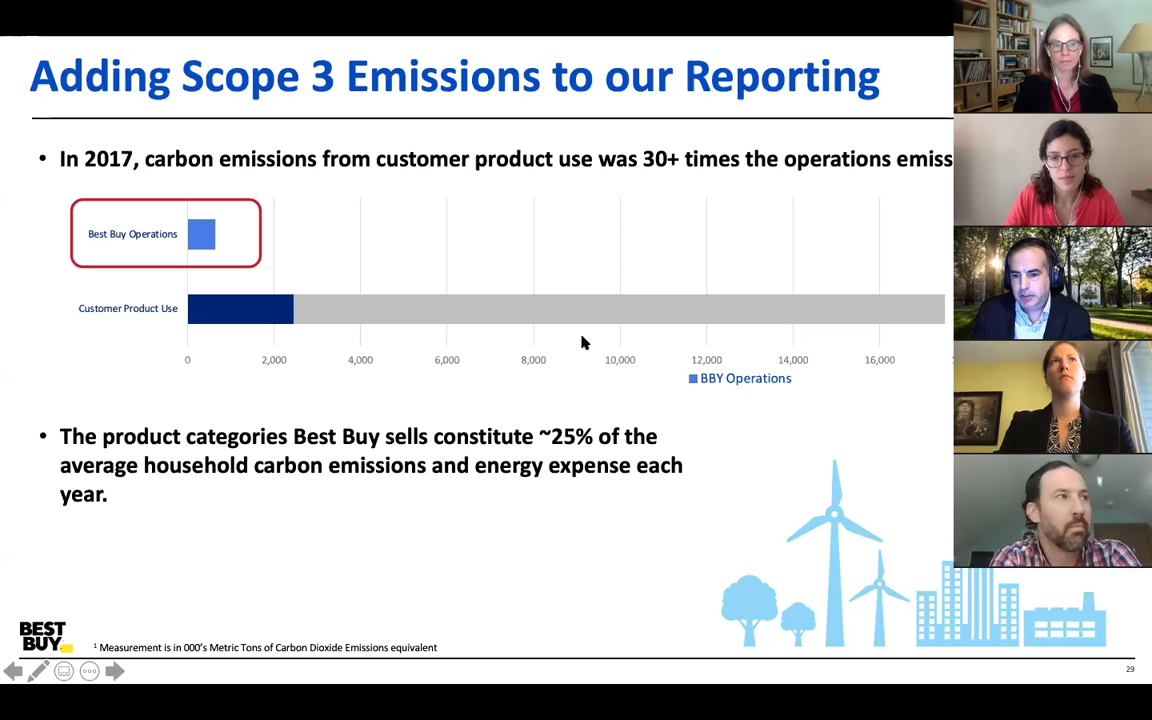 Adding Scope 3 Emissions to our Reporting
• In 2017, carbon emissions from customer product use was 30+ times the operations emiss
Best Buy Operations
Customer Product Use
0 2,000 4,000 6,000 8,000 10,000 12,000 14,000 16,000
BBY Operations
• The product categories Best Buy sells constitute ~25% of the
average household carbon emissions and energy expense each
year.
BEST
BUY
1 Measurement is in 000's Metric Tons of Carbon Dioxide Emissions equivalent
29